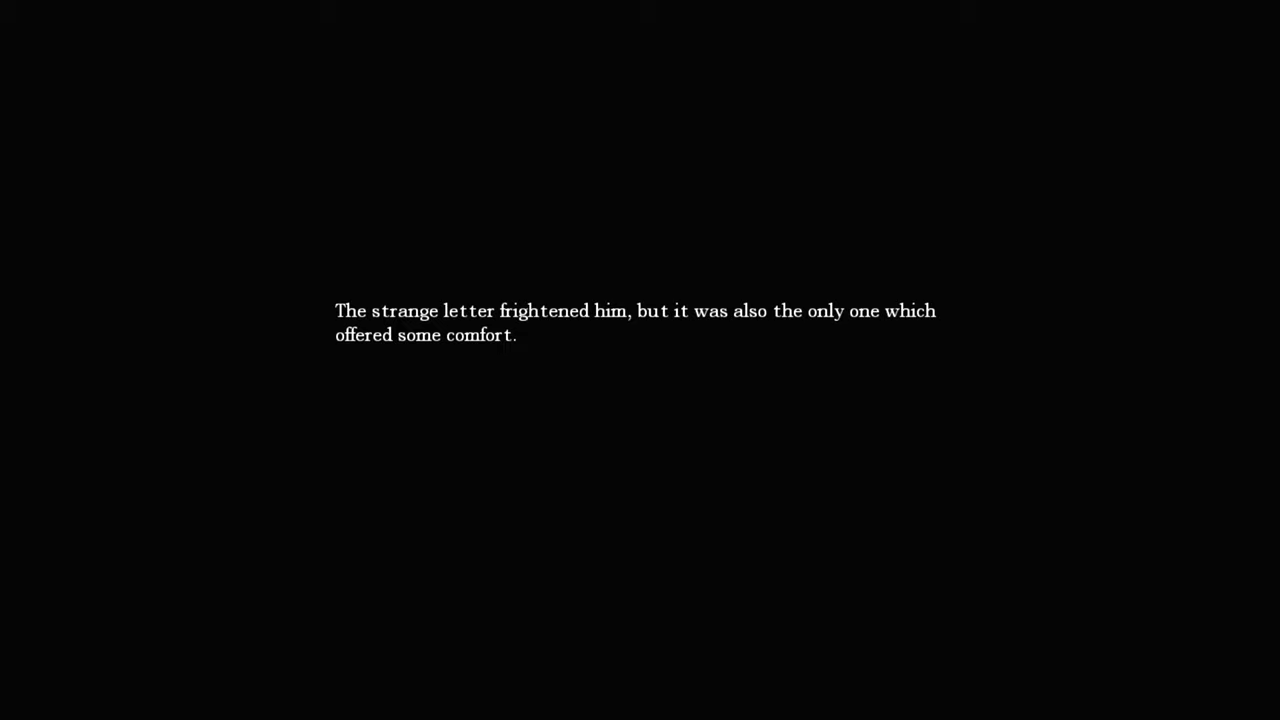 The strange letter frightened him, but it was also the only one which
offered some comfort.